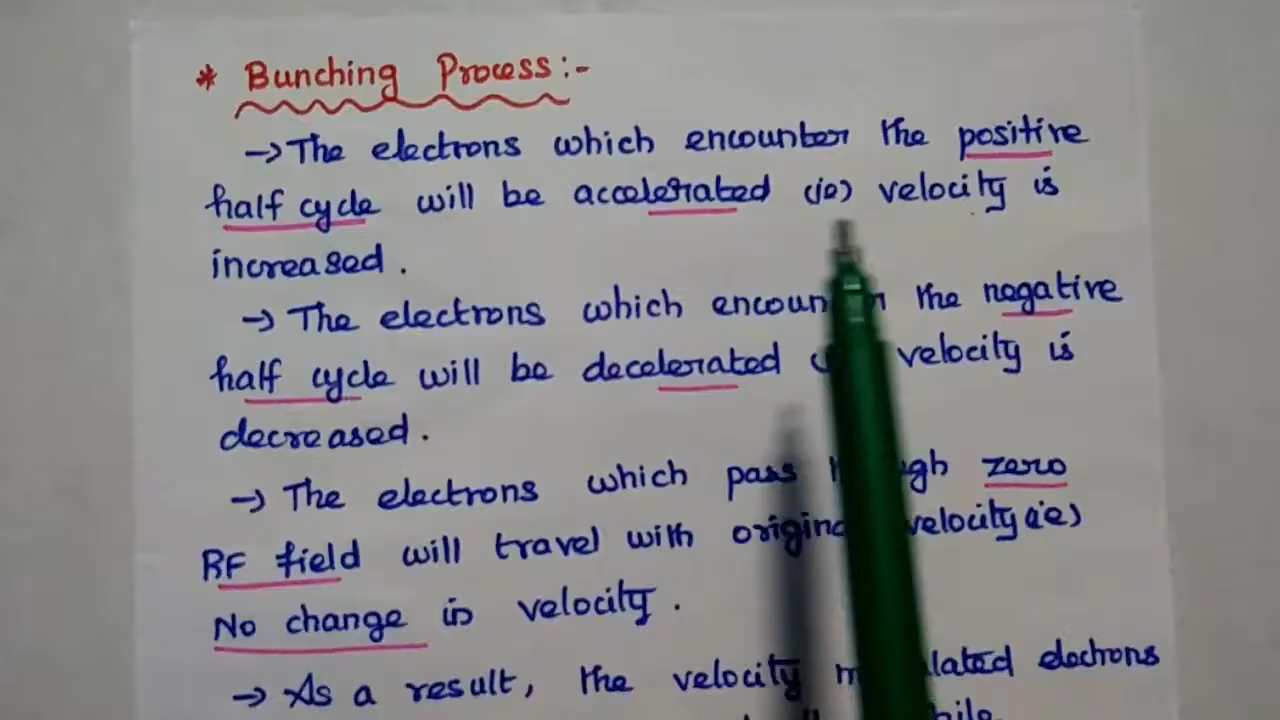 * Bunching Process:-
→ The electrons which encounter the positive
half cycle will be accelerated (ie) velocity is
increased.
→ The electrons which the negative
half cycle will be decelerated velocity is
decreased.
→ The electrons which pass zero
RF field will travel with velocity (ie)
No change in velocity.
→ As a result, the velocity electrons